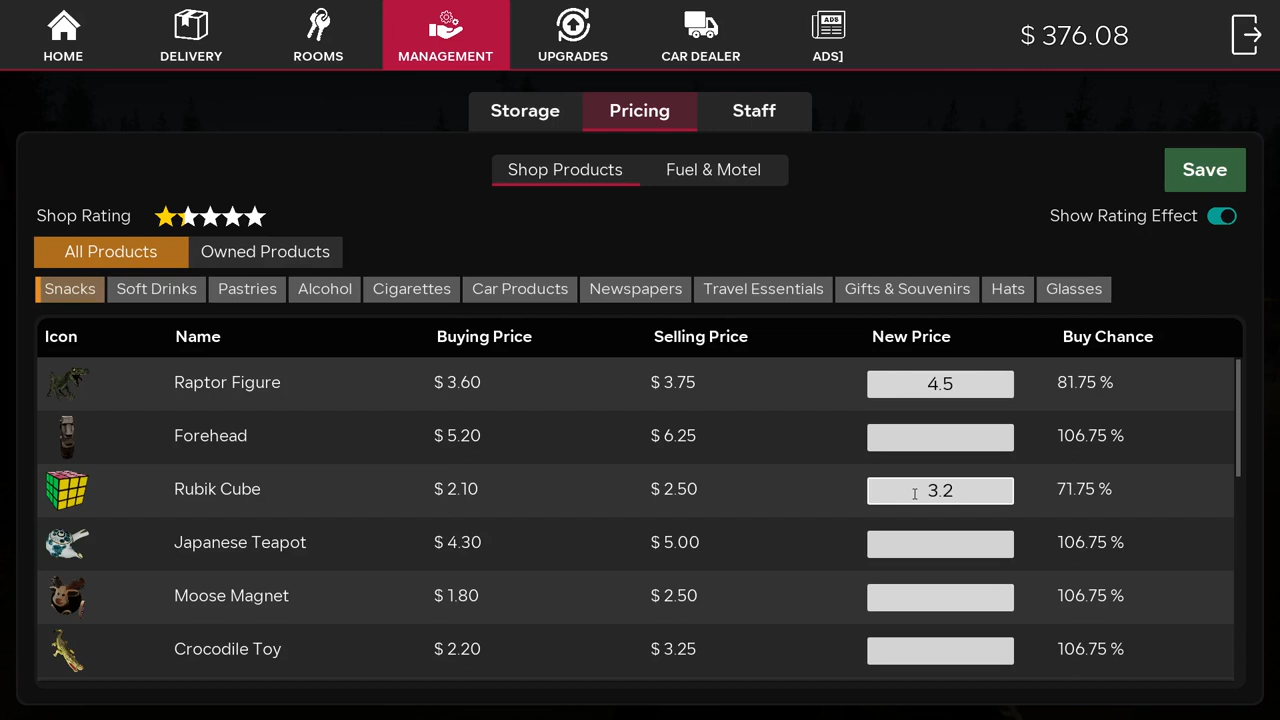 HOME
DELIVERY
ROOMS
MANAGEMENT
UPGRADES
CAR DEALER
ADS
ADS]
$ 376.08
Storage
Pricing
Staff
Shop Products
Fuel & Motel
Save
Shop Rating
Show Rating Effect
All Products
Owned Products
Snacks
Soft Drinks
Pastries
Alcohol
Cigarettes
Car Products
Newspapers
Travel Essentials
Gifts & Souvenirs
Hats
Glasses
Icon Name Buying Price Selling Price New Price Buy Chance
Raptor Figure $ 3.60 $ 3.75 4.5 81.75 %
Forehead $ 5.20 $ 6.25 106.75 %
Rubik Cube $ 2.10 $ 2.50 3.2 71.75 %
Japanese Teapot $ 4.30 $ 5.00 106.75 %
Moose Magnet $ 1.80 $ 2.50 106.75 %
Crocodile Toy $ 2.20 $ 3.25 106.75 %